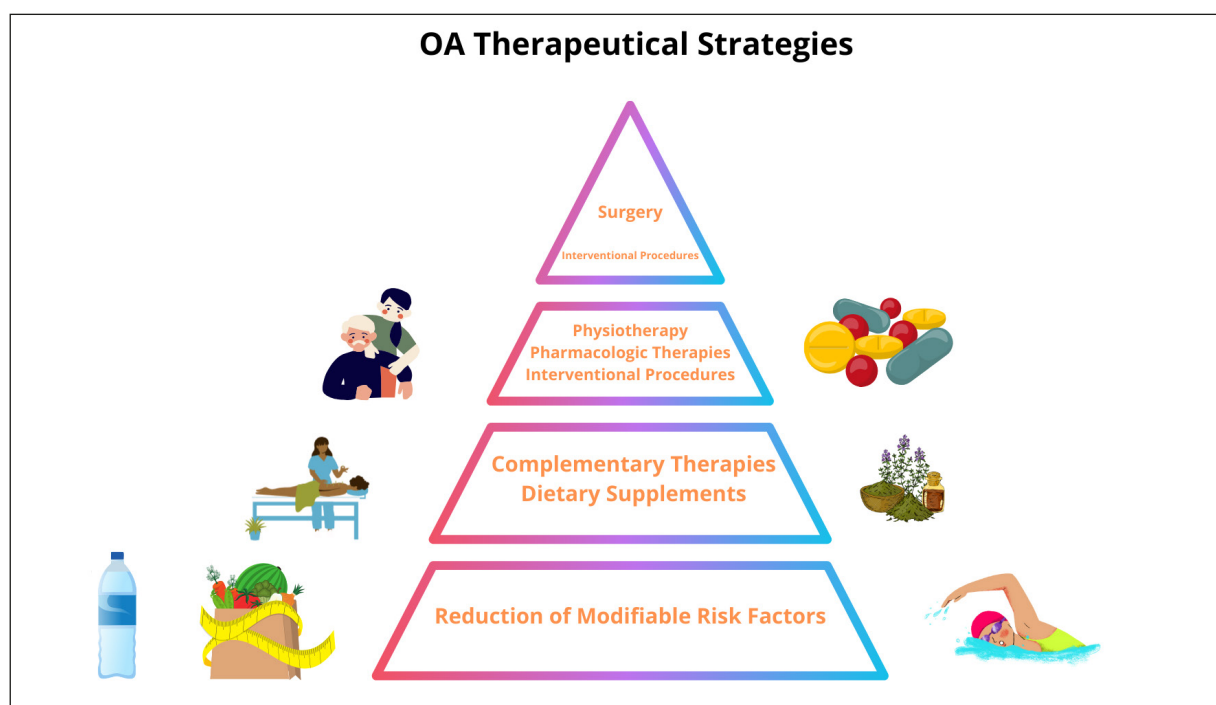 OA Therapeutical Strategies
Surgery
Interventional Procedures
Physiotherapy
Pharmacologic Therapies
Interventional Procedures
Complementary Therapies
Dietary Supplements
Reduction of Modifiable Risk Factors